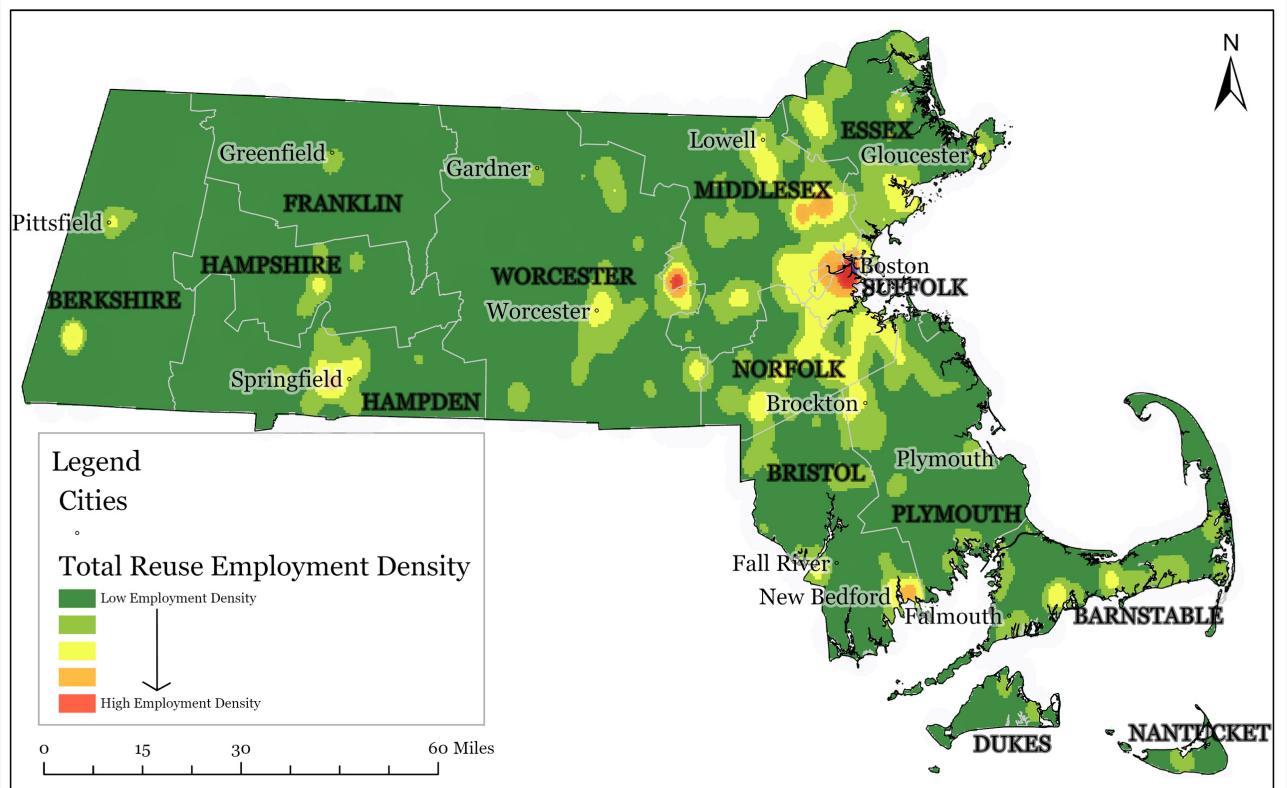 N
ESSEX
Lowell
Gloucester
Greenfield
Gardner
MIDDLESEX
FRANKLIN
Pittsfield
HAMPSHIRE
WORCESTER
Boston
SUFFOLK
BERKSHIRE
Worcester
NORFOLK
Springfield
HAMPDEN
Brockton
Plymouth
BRISTOL
PLYMOUTH
Fall River
New Bedford
Falmouth
BARNSTABLE
NANTUCKET
DUKES
Legend
Cities
Total Reuse Employment Density
Low Employment Density
High Employment Density
0 15 30 60 Miles